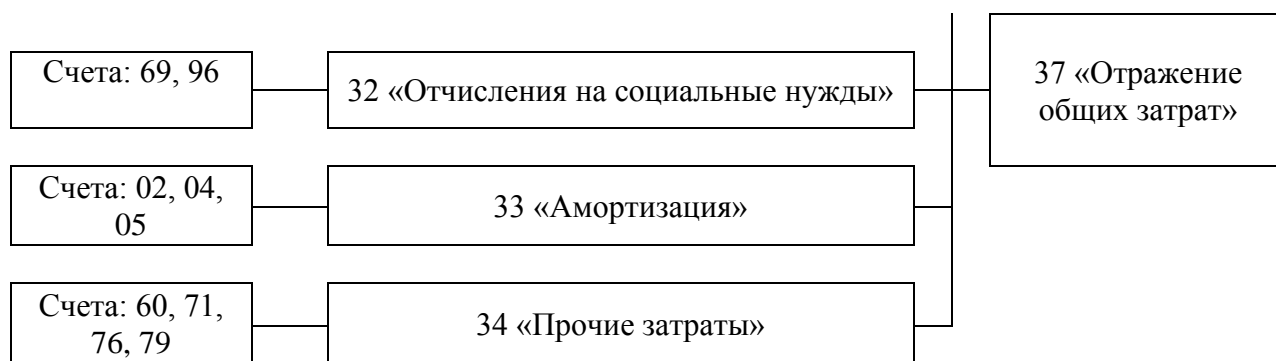 Счета: 69, 96
32 «Отчисления на социальные нужды»
37 «Отражение
общих затрат»
Счета: 02, 04,
05
33 «Амортизация»
Счета: 60, 71,
76, 79
34 «Прочие затраты»